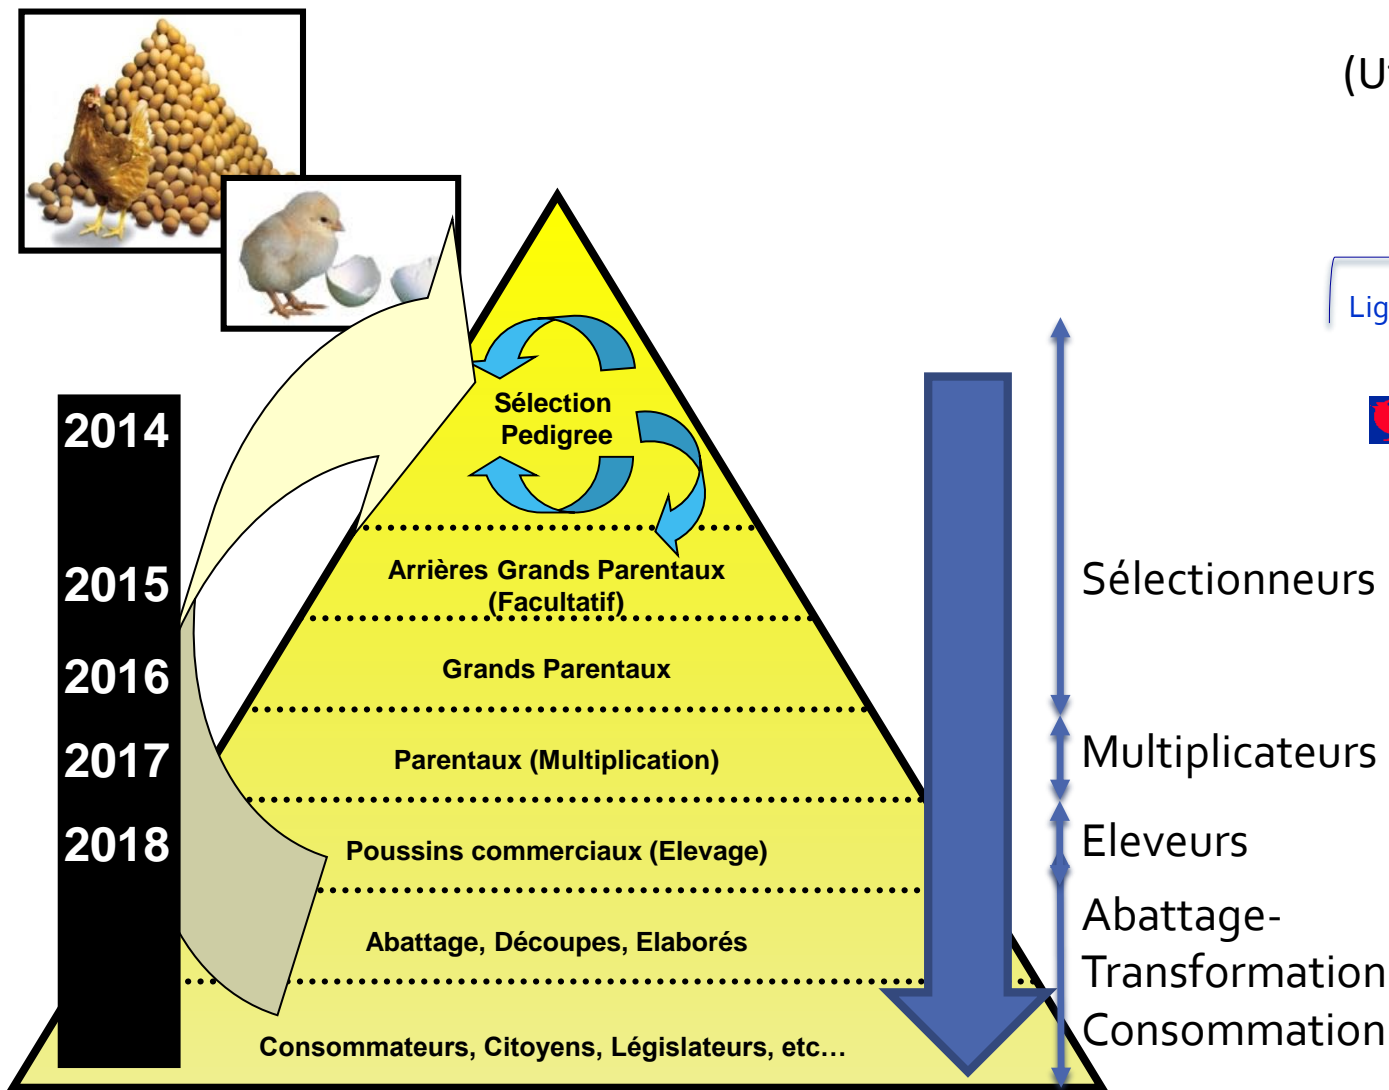 (U
Lig
2014
2015
2016
2017
2018
Sélection
Pedigree
Arrières Grands Parentaux
(Facultatif)
Grands Parentaux
Parentaux (Multiplication)
Poussins commerciaux (Elevage)
Abattage, Découpes, Elaborés
Consommateurs, Citoyens, Législateurs, etc…
Sélectionneurs
Multiplicateurs
Eleveurs
Abattage-
Transformation
Consommation